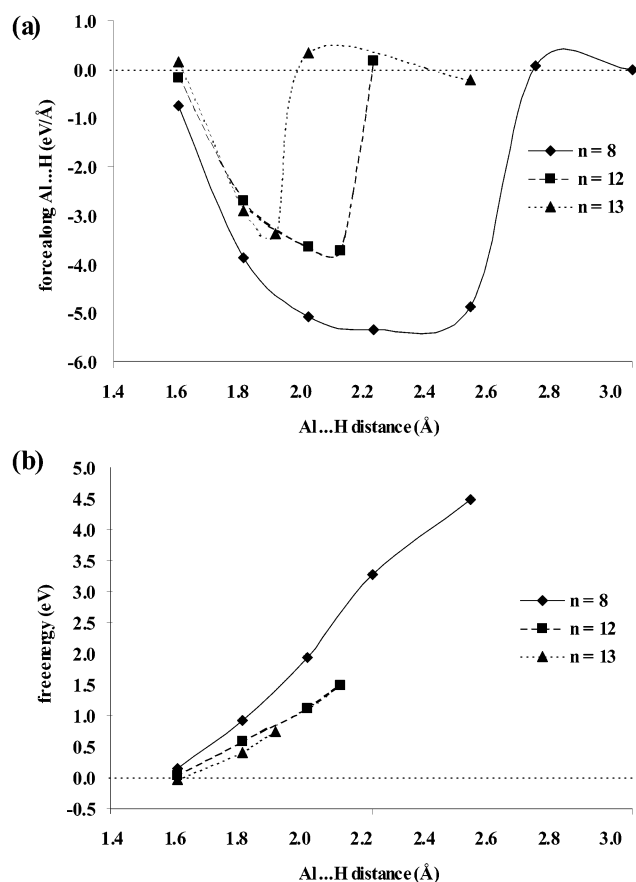 (a)
1.0
0.0
-1.0
-2.0
-3.0
-4.0
-5.0
-6.0
forcealong Al...H (eV/Å)
n = 8
n = 12
n = 13
1.4 1.6 1.8 2.0 2.2 2.4 2.6 2.8 3.0
Al...H distance (Å)
(b)
5.0
4.5
4.0
3.5
3.0
2.5
2.0
1.5
1.0
0.5
0.0
-0.5
freeenergy (eV)
n = 8
n = 12
n = 13
1.4 1.6 1.8 2.0 2.2 2.4 2.6 2.8 3.0
Al...H distance (Å)